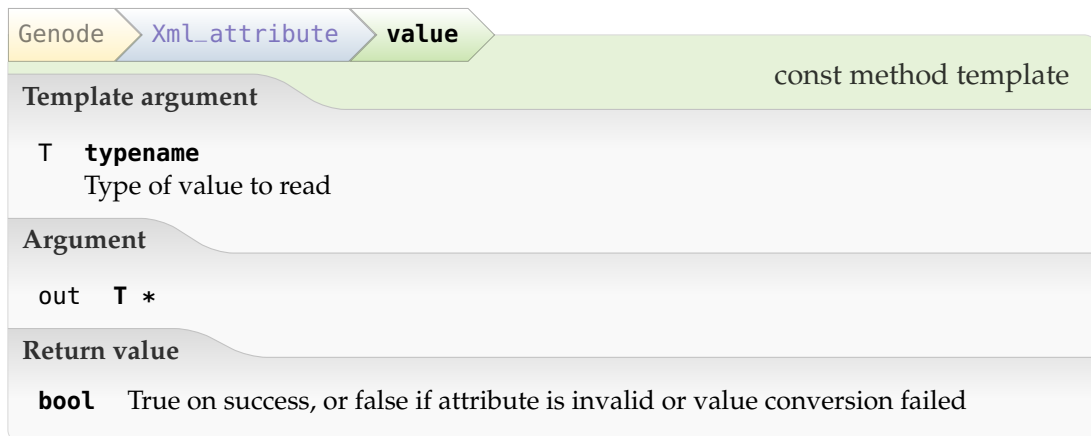 Genode Xml_attribute value
const method template
Template argument
T typename
Type of value to read
Argument
out T *
Return value
bool True on success, or false if attribute is invalid or value conversion failed